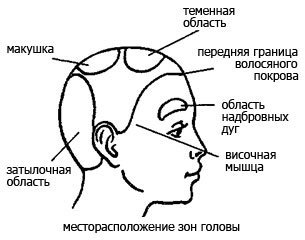 теменная
область
макушка
передняя граница
волосяного
покрова
область
надбровных
дуг
височная
мышца
затылочная
область
месторасположение зон головы